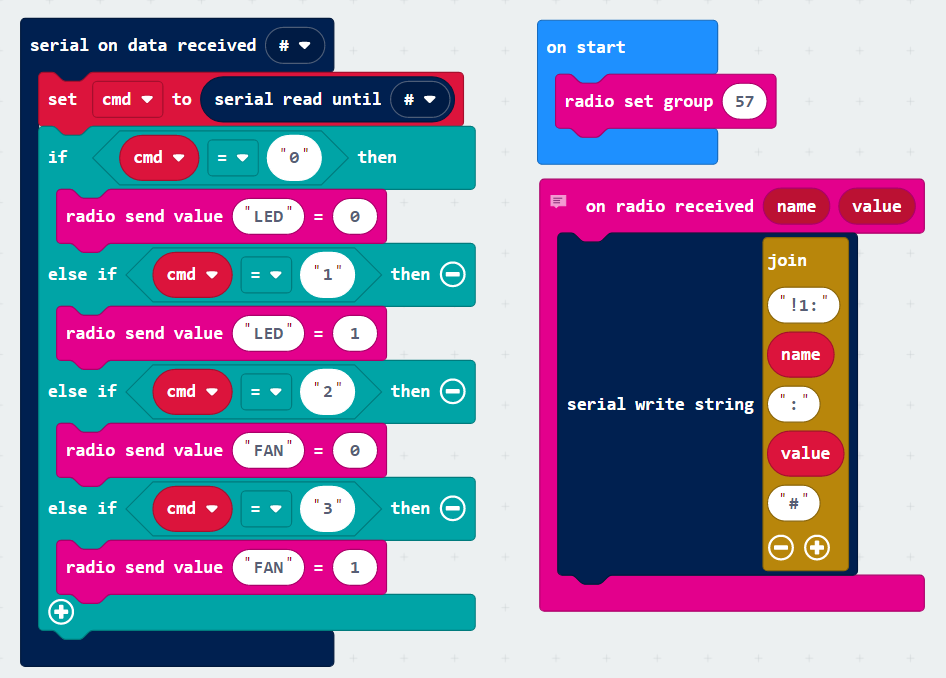 serial on data received #
set cmd to serial read until #
if cmd = "0" then
radio send value "LED" = 0
else if cmd = "1" then
radio send value "LED" = 1
else if cmd = "2" then
radio send value "FAN" = 0
else if cmd = "3" then
radio send value "FAN" = 1
on start
radio set group 57
on radio received name value
serial write string
join
"!1:"
name
":"
value
"#"